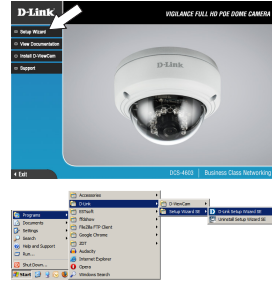 D-Link
VIGILANCE FULL HD POE DOME CAMERA
Setup Wizard
View Documentation
Install D-ViewCam
Support
D-Link
Exit
DCS-4603 | Business Class Networking
Accessories
D-Link
EDSoft
ffdshow
FileZilla FTP Client
Google Chrome
JDT
Audacity
Internet Explorer
Opera
Windows Search
Programs
Documents
Settings
Search
Help and Support
Run...
Shut Down...
Start
D-ViewCam
Setup Wizard SE
D-Link Setup Wizard SE
Uninstall Setup Wizard SE